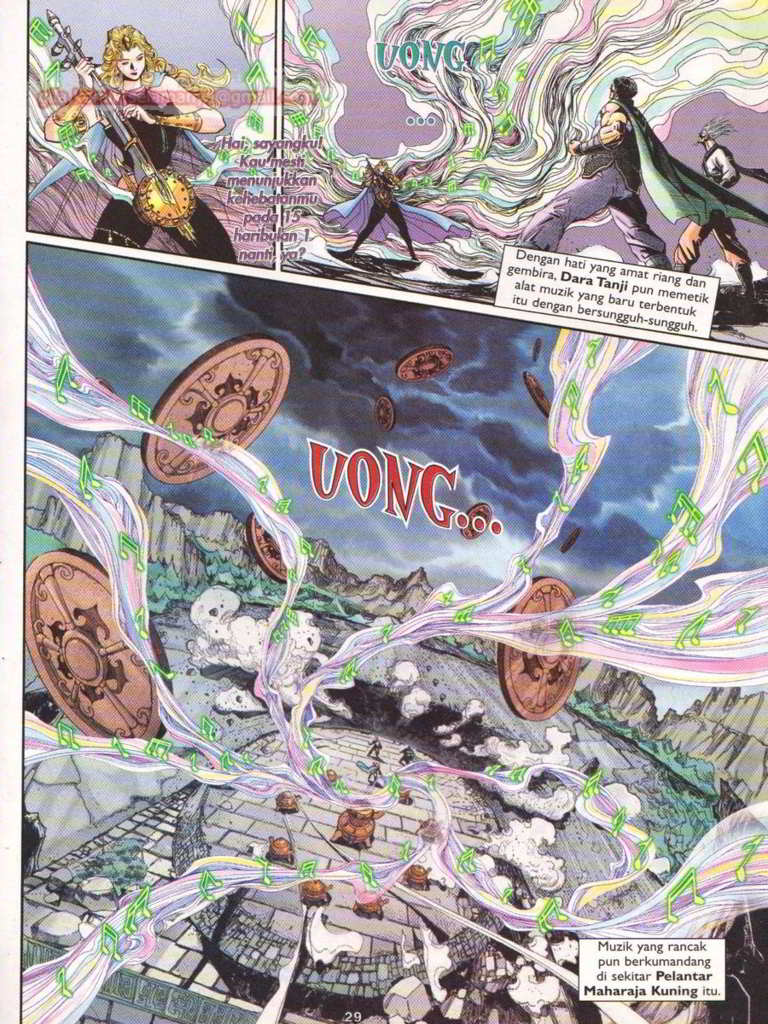 Hai, sayangku!
Kau mesti
menunjukkan
kehebatanmu
pada 15
haribulan 1
nanti, ya?
UONG
...
Dengan hati yang amat riang dan
gembira, Dara Tanji pun memetik
alat muzik yang baru terbentuk
itu dengan bersungguh-sungguh.
UONG...
Muzik yang rancak
pun berkumandang
di sekitar Pelantar
Maharaja Kuning itu.
29